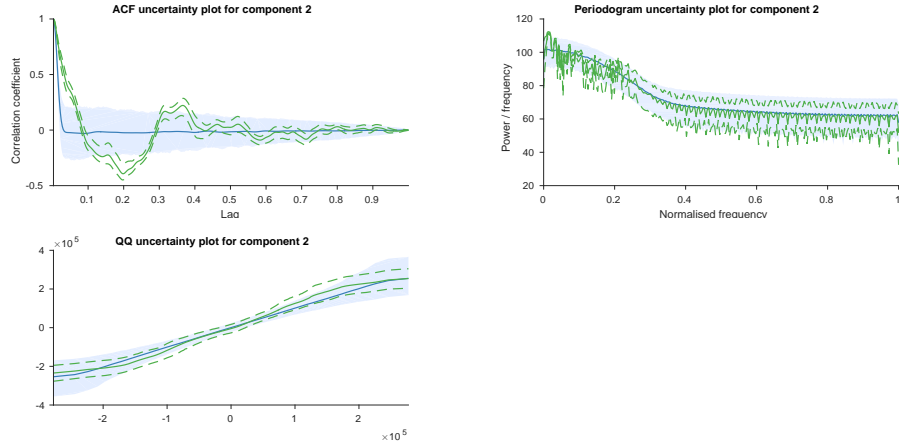 ACF uncertainty plot for component 2
Correlation coefficient
1
0.5
0
-0.5
0.1 0.2 0.3 0.4 0.5 0.6 0.7 0.8 0.9
Lag
Periodogram uncertainty plot for component 2
Power / frequency
120
100
80
60
40
20
0 0.2 0.4 0.6 0.8 1
Normalised frequency
QQ uncertainty plot for component 2
×10^5
4
2
0
-2
-4
-2 -1 0 1 2
×10^5